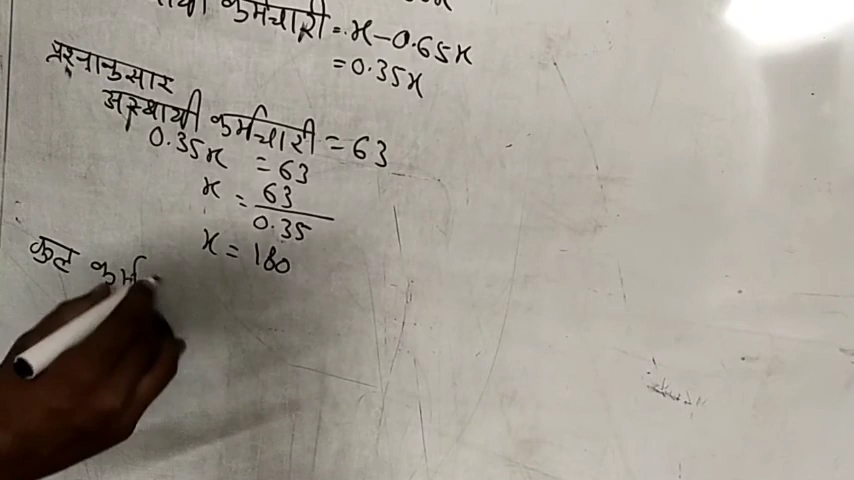 कर्मचारी = x - 0.65x
= 0.35x
प्रश्नानुसार
अस्थायी कर्मचारी = 63
0.35x = 63
x = 63
0.35
x = 180
कुल कर्म